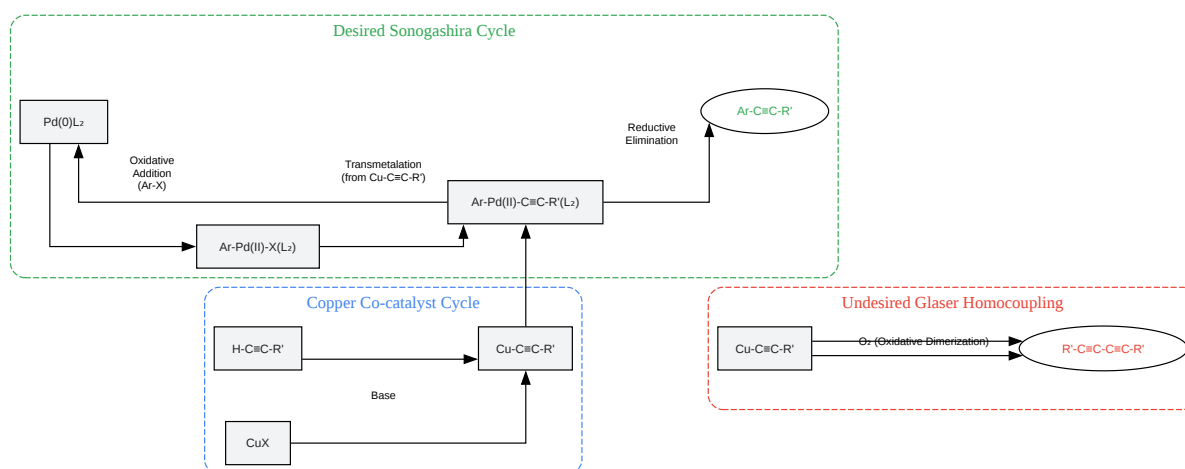 Desired Sonogashira Cycle
Pd(0)L₂
Ar-C≡C-R'
Reductive
Elimination
Oxidative
Addition
(Ar-X)
Transmetalation
(from Cu-C≡C-R')
Ar-Pd(II)-C≡C-R'(L₂)
Ar-Pd(II)-X(L₂)
Copper Co-catalyst Cycle
H-C≡C-R'
Cu-C≡C-R'
Base
CuX
Undesired Glaser Homocoupling
Cu-C≡C-R'
O₂ (Oxidative Dimerization)
R'-C≡C-C≡C-R'